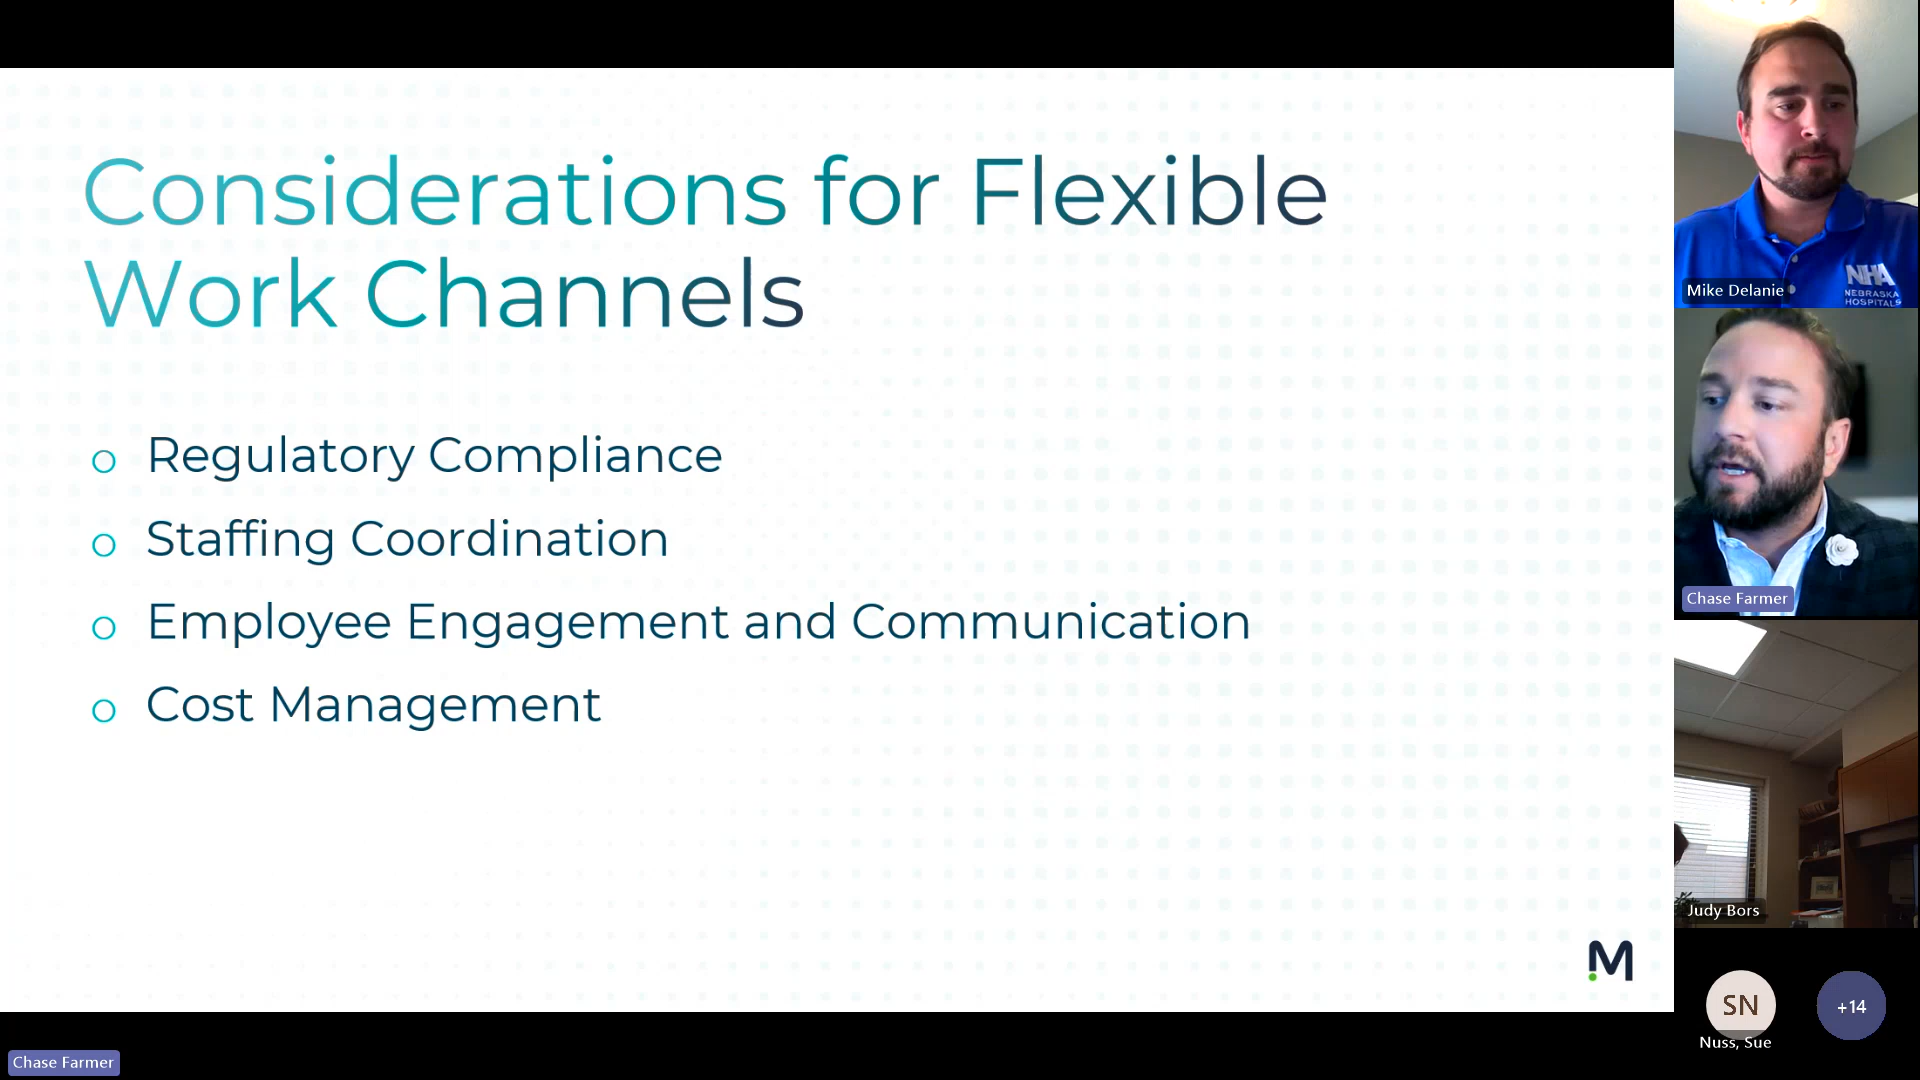 Considerations for Flexible
Work Channels
Regulatory Compliance
Staffing Coordination
Employee Engagement and Communication
Cost Management
M
Chase Farmer
NHA
NEBRASKA
HOSPITALS
Mike Delanie
Chase Farmer
Judy Bors
SN
Nuss, Sue
+14